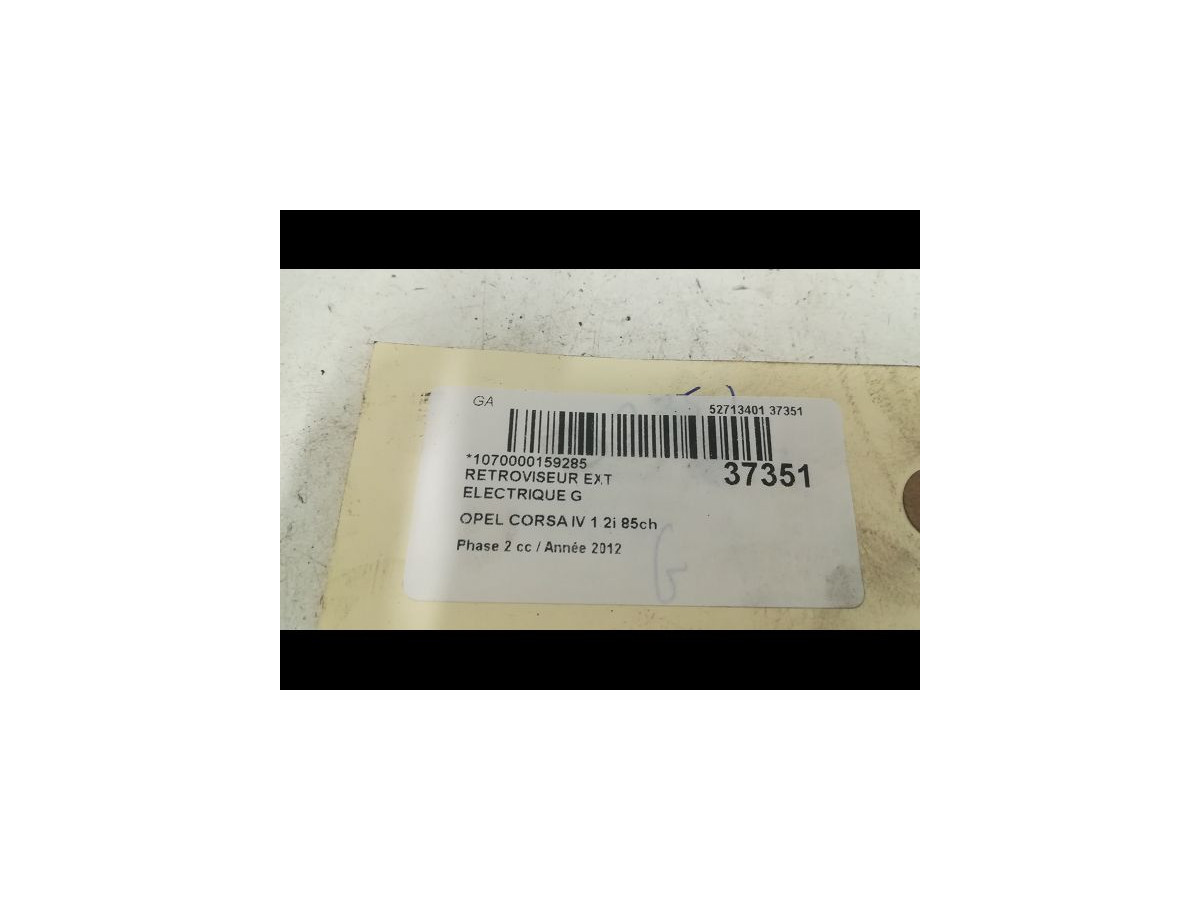 GA
52713401 37351
*1070000159285
37351
RETROVISEUR EXT
ELECTRIQUE G
OPEL CORSA IV 1 2i 85ch
Phase 2 cc / Année 2012